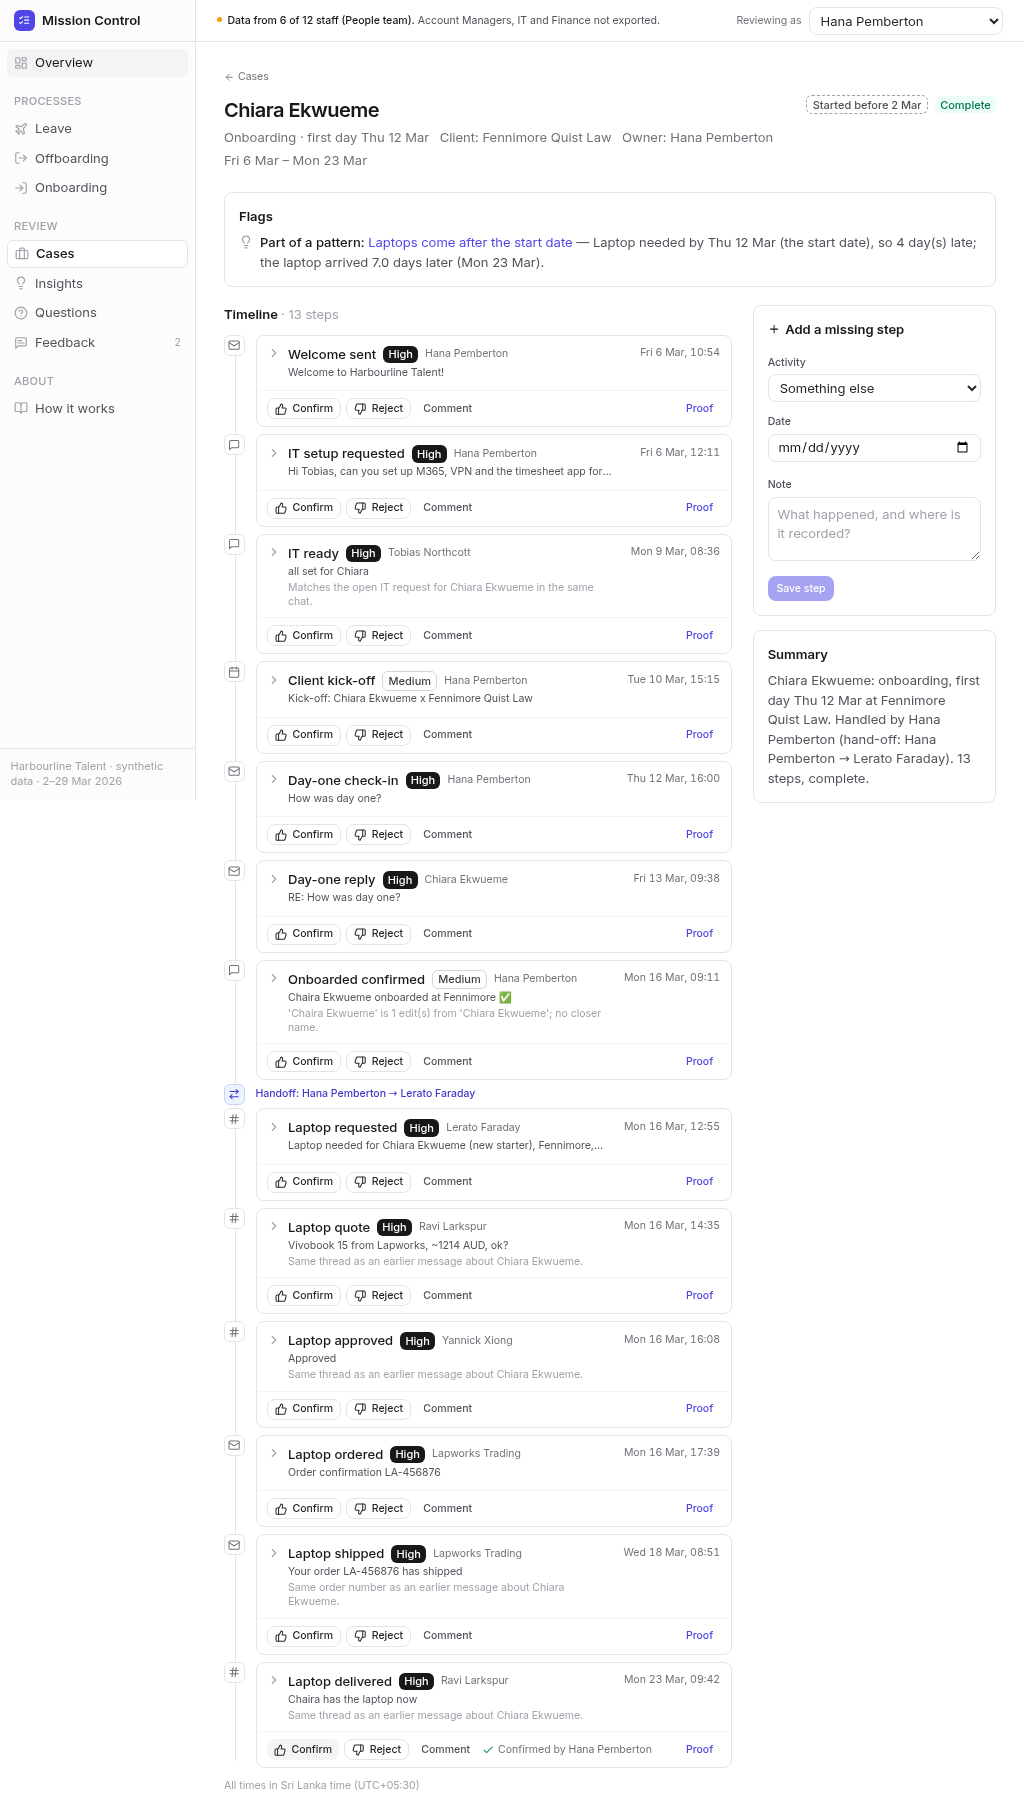 Mission Control
Data from 6 of 12 staff (People team). Account Managers, IT and Finance not exported.
Reviewing as
Hana Pemberton
Overview
PROCESSES
Leave
Offboarding
Onboarding
REVIEW
Cases
Insights
Questions
Feedback 2
ABOUT
How it works
Harbourline Talent · synthetic
data · 2–29 Mar 2026
← Cases
Chiara Ekwueme
Started before 2 Mar
Complete
Onboarding · first day Thu 12 Mar Client: Fennimore Quist Law Owner: Hana Pemberton
Fri 6 Mar – Mon 23 Mar
Flags
Part of a pattern: Laptops come after the start date — Laptop needed by Thu 12 Mar (the start date), so 4 day(s) late;
the laptop arrived 7.0 days later (Mon 23 Mar).
Timeline · 13 steps
Welcome sent High Hana Pemberton Fri 6 Mar, 10:54
Welcome to Harbourline Talent!
Confirm Reject Comment Proof
IT setup requested High Hana Pemberton Fri 6 Mar, 12:11
Hi Tobias, can you set up M365, VPN and the timesheet app for...
Confirm Reject Comment Proof
IT ready High Tobias Northcott Mon 9 Mar, 08:36
all set for Chiara
Matches the open IT request for Chiara Ekwueme in the same
chat.
Confirm Reject Comment Proof
Client kick-off Medium Hana Pemberton Tue 10 Mar, 15:15
Kick-off: Chiara Ekwueme x Fennimore Quist Law
Confirm Reject Comment Proof
Day-one check-in High Hana Pemberton Thu 12 Mar, 16:00
How was day one?
Confirm Reject Comment Proof
Day-one reply High Chiara Ekwueme Fri 13 Mar, 09:38
RE: How was day one?
Confirm Reject Comment Proof
Onboarded confirmed Medium Hana Pemberton Mon 16 Mar, 09:11
Chaira Ekwueme onboarded at Fennimore ✅
'Chaira Ekwueme' is 1 edit(s) from 'Chiara Ekwueme'; no closer
name.
Confirm Reject Comment Proof
Handoff: Hana Pemberton → Lerato Faraday
Laptop requested High Lerato Faraday Mon 16 Mar, 12:55
Laptop needed for Chiara Ekwueme (new starter), Fennimore,...
Confirm Reject Comment Proof
Laptop quote High Ravi Larkspur Mon 16 Mar, 14:35
Vivobook 15 from Lapworks, ~1214 AUD, ok?
Same thread as an earlier message about Chiara Ekwueme.
Confirm Reject Comment Proof
Laptop approved High Yannick Xiong Mon 16 Mar, 16:08
Approved
Same thread as an earlier message about Chiara Ekwueme.
Confirm Reject Comment Proof
Laptop ordered High Lapworks Trading Mon 16 Mar, 17:39
Order confirmation LA-456876
Confirm Reject Comment Proof
Laptop shipped High Lapworks Trading Wed 18 Mar, 08:51
Your order LA-456876 has shipped
Same order number as an earlier message about Chiara
Ekwueme.
Confirm Reject Comment Proof
Laptop delivered High Ravi Larkspur Mon 23 Mar, 09:42
Chaira has the laptop now
Same thread as an earlier message about Chiara Ekwueme.
Confirm Reject Comment Confirmed by Hana Pemberton Proof
All times in Sri Lanka time (UTC+05:30)
+ Add a missing step
Activity
Something else
Date
mm/dd/yyyy
Note
What happened, and where is
it recorded?
Save step
Summary
Chiara Ekwueme: onboarding, first
day Thu 12 Mar at Fennimore
Quist Law. Handled by Hana
Pemberton (hand-off: Hana
Pemberton → Lerato Faraday). 13
steps, complete.